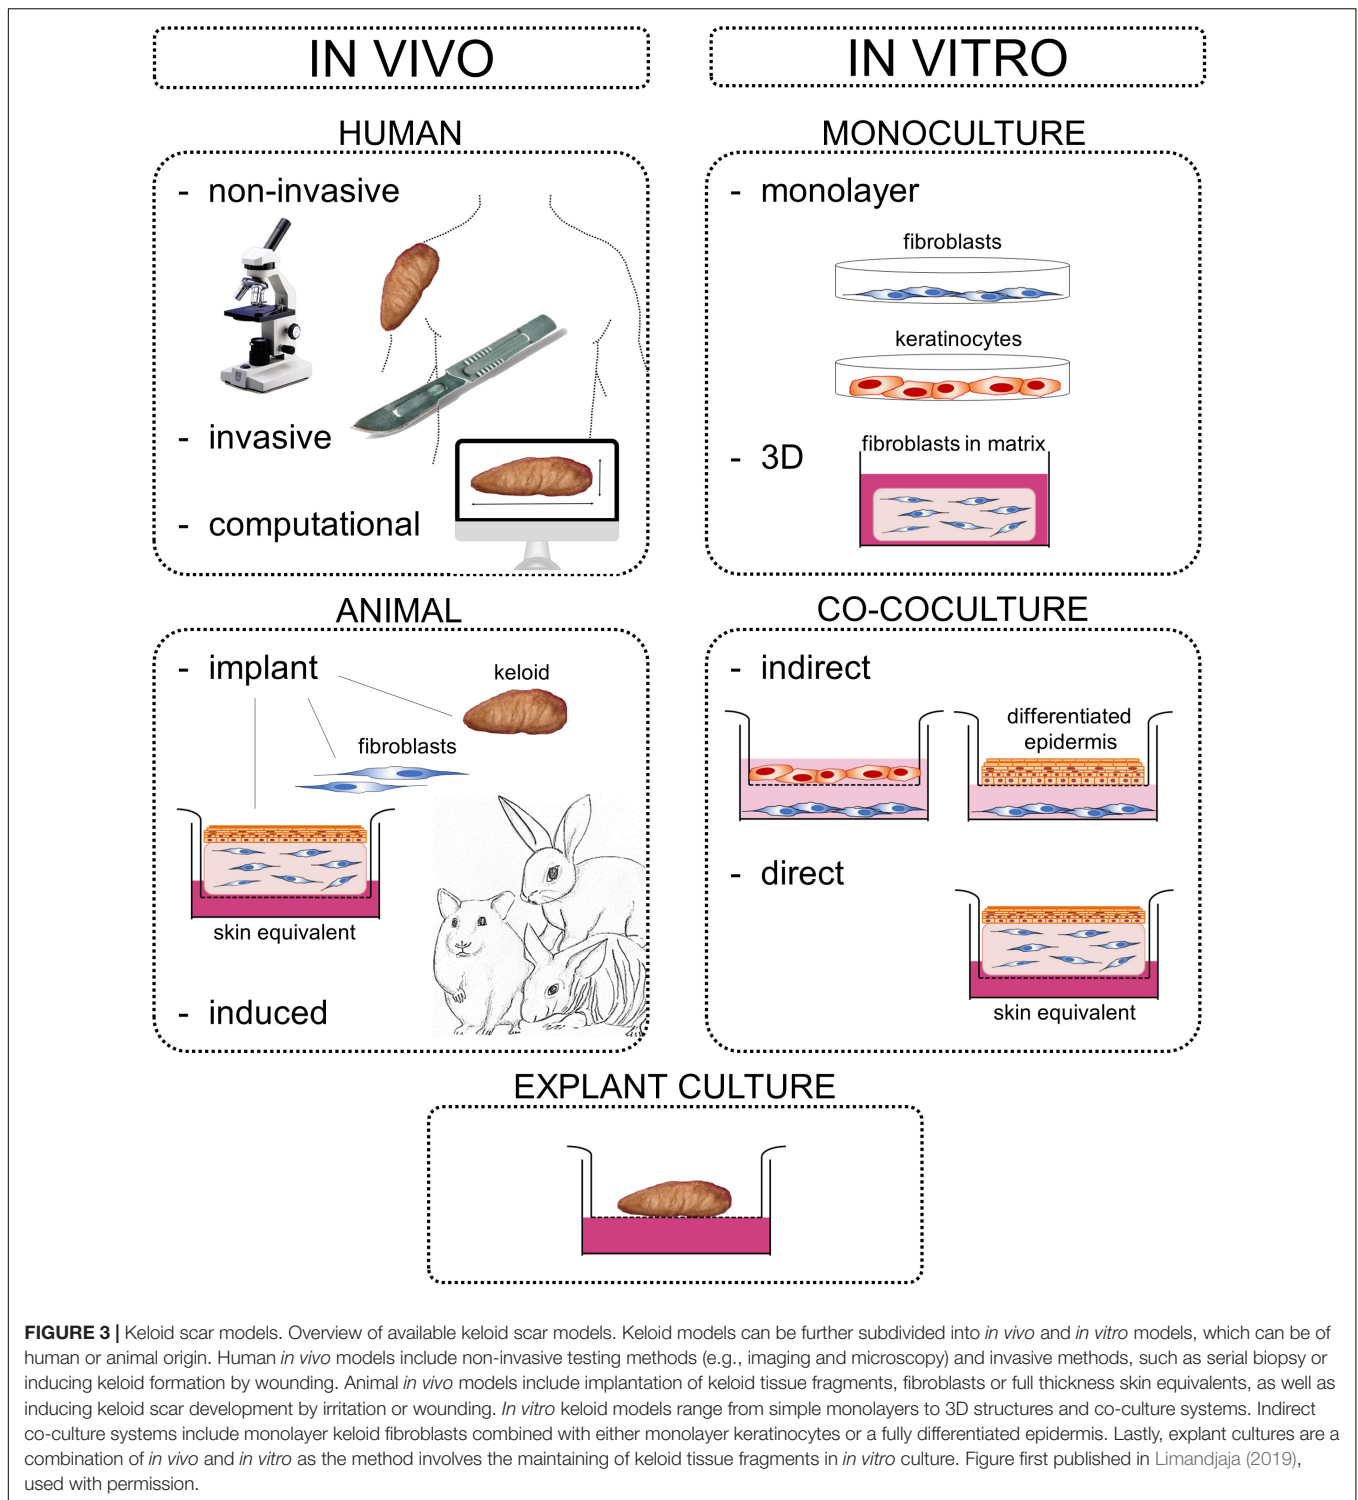 IN VIVO
IN VITRO
HUMAN
- non-invasive
- invasive
- computational
MONOCULTURE
- monolayer
fibroblasts
keratinocytes
- 3D
fibroblasts in matrix
ANIMAL
- implant
keloid
fibroblasts
skin equivalent
- induced
CO-COCULTURE
- indirect
differentiated
epidermis
- direct
skin equivalent
EXPLANT CULTURE
FIGURE 3 | Keloid scar models. Overview of available keloid scar models. Keloid models can be further subdivided into in vivo and in vitro models, which can be of
human or animal origin. Human in vivo models include non-invasive testing methods (e.g., imaging and microscopy) and invasive methods, such as serial biopsy or
inducing keloid formation by wounding. Animal in vivo models include implantation of keloid tissue fragments, fibroblasts or full thickness skin equivalents, as well as
inducing keloid scar development by irritation or wounding. In vitro keloid models range from simple monolayers to 3D structures and co-culture systems. Indirect
co-culture systems include monolayer keloid fibroblasts combined with either monolayer keratinocytes or a fully differentiated epidermis. Lastly, explant cultures are a
combination of in vivo and in vitro as the method involves the maintaining of keloid tissue fragments in in vitro culture. Figure first published in Limandjaja (2019),
used with permission.